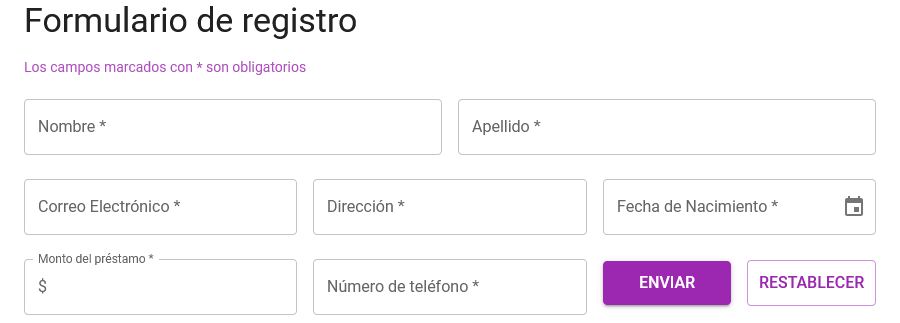 Formulario de registro
Los campos marcados con * son obligatorios
Nombre *
Apellido *
Correo Electrónico *
Dirección *
Fecha de Nacimiento *
Monto del préstamo *
$
Número de teléfono *
ENVIAR
RESTABLECER